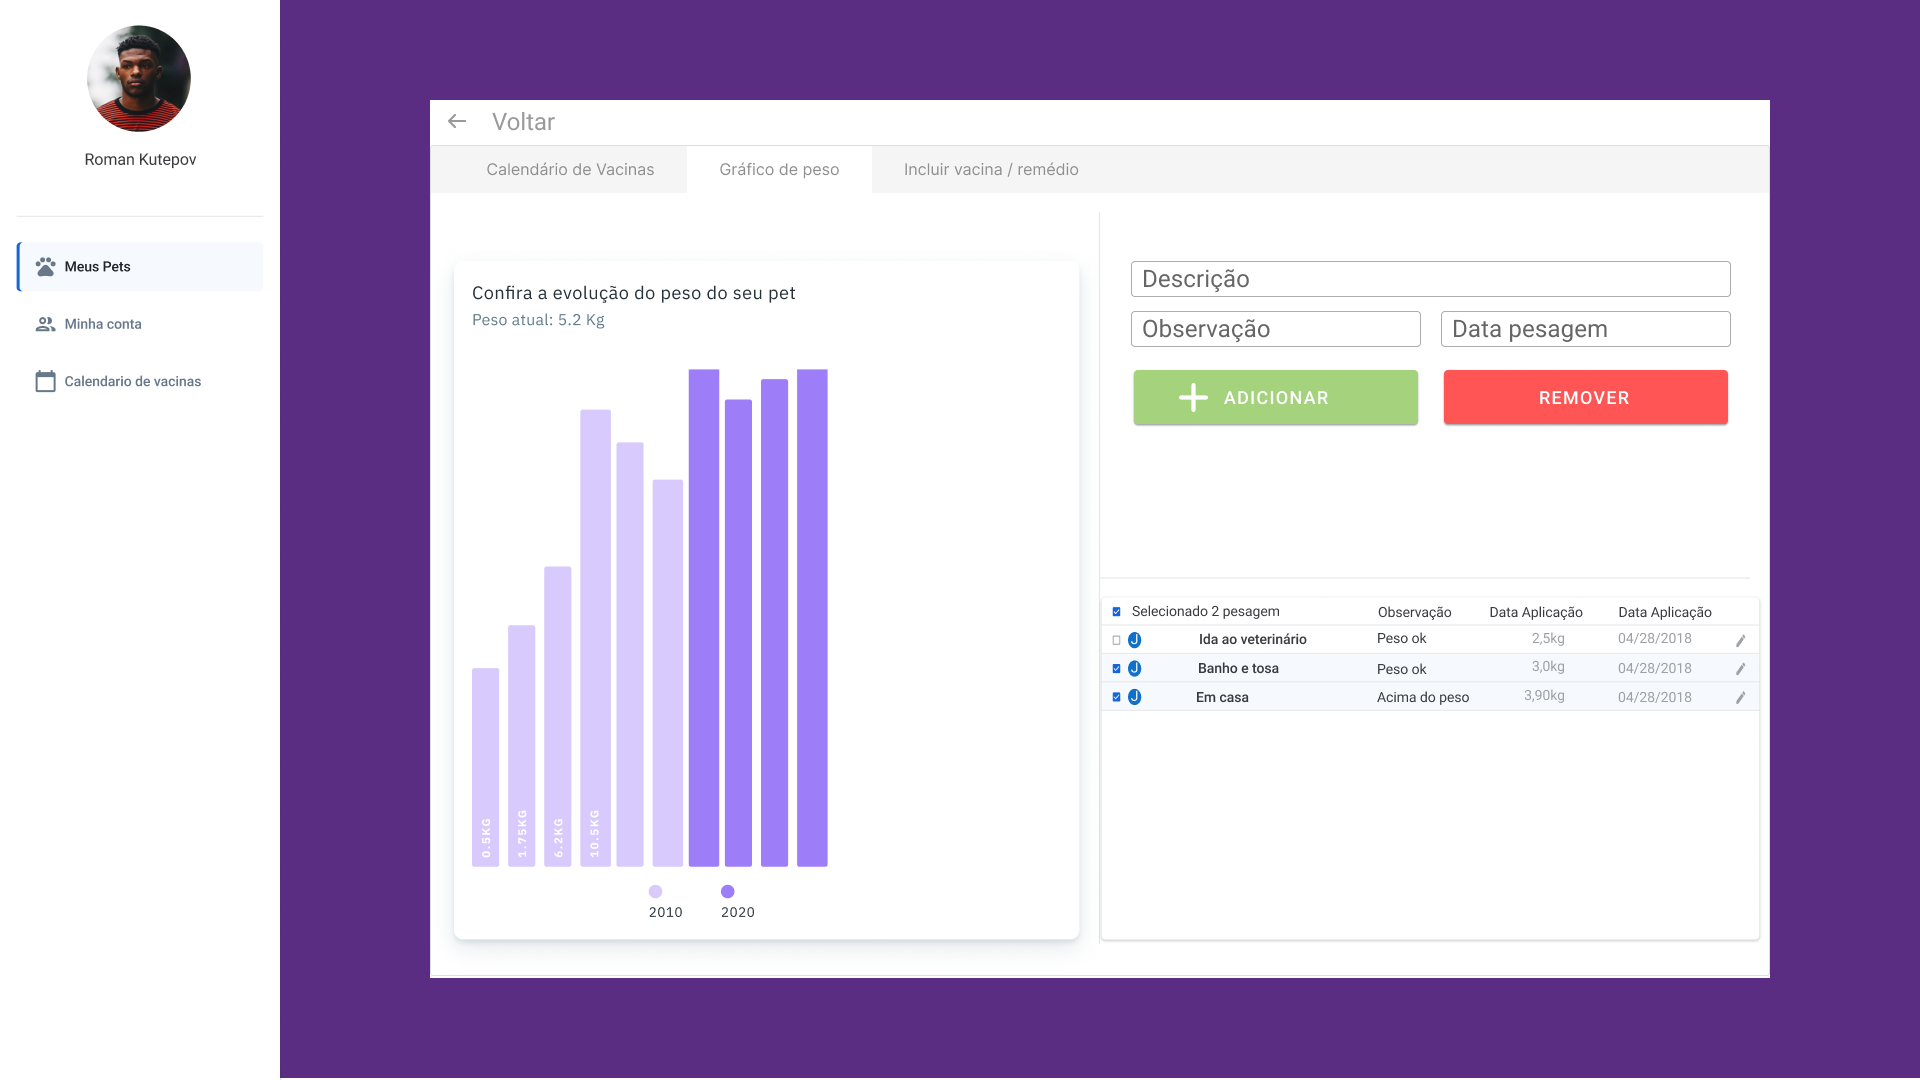 Roman Kutepov
Meus Pets
Minha conta
Calendario de vacinas
Voltar
Calendário de Vacinas
Gráfico de peso
Incluir vacina / remédio
Confira a evolução do peso do seu pet
Peso atual: 5.2 Kg
0.5KG
1.75KG
6.2KG
10.5KG
2010
2020
Descrição
Observação
Data pesagem
ADICIONAR
REMOVER
Selecionado 2 pesagem Observação Data Aplicação Data Aplicação
J Ida ao veterinário Peso ok 2,5kg 04/28/2018
J Banho e tosa Peso ok 3,0kg 04/28/2018
J Em casa Acima do peso 3,90kg 04/28/2018